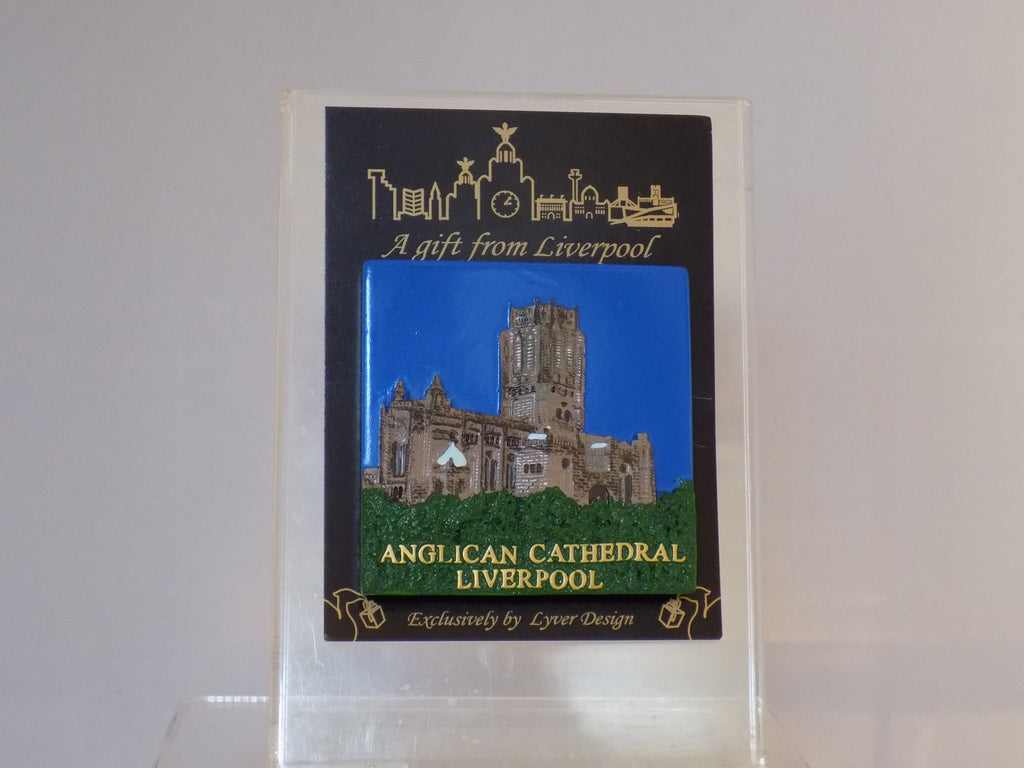 A gift from Liverpool
ANGLICAN CATHEDRAL
LIVERPOOL
Exclusively by Lyver Design